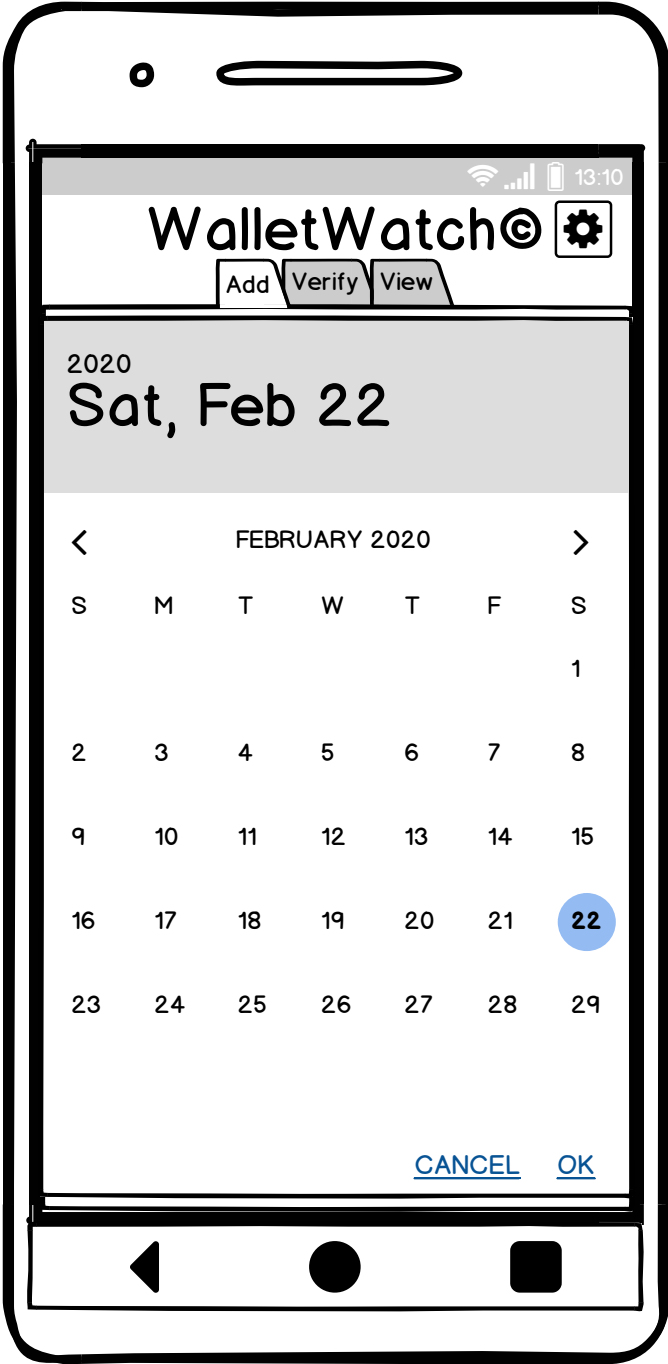 13:10
WalletWatch©
Add Verify View
2020
Sat, Feb 22
FEBRUARY 2020
S M T W T F S
1
2 3 4 5 6 7 8
9 10 11 12 13 14 15
16 17 18 19 20 21 22
23 24 25 26 27 28 29
CANCEL OK